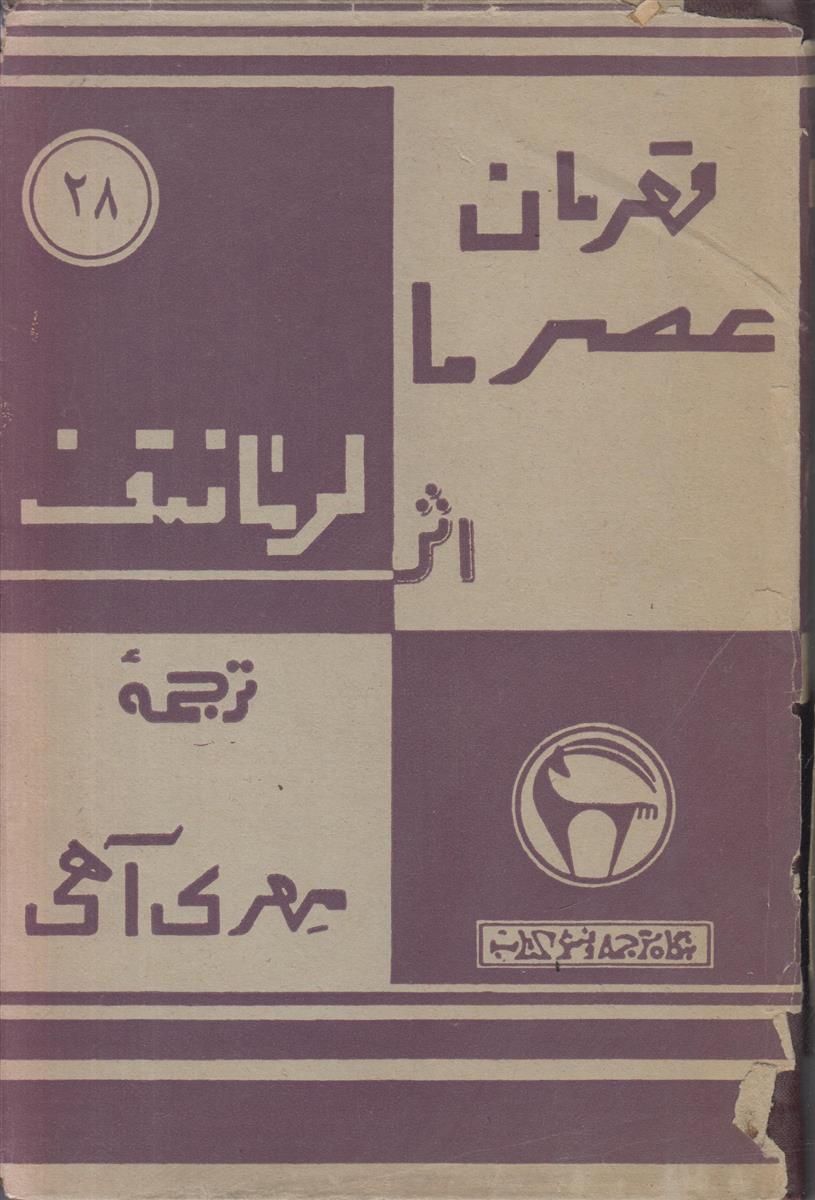 ۲۸
قهرمان
عصر ما
اثر
لرمانتف
ترجمهٔ
مهری آهی
بنگاه ترجمه و نشر کتاب